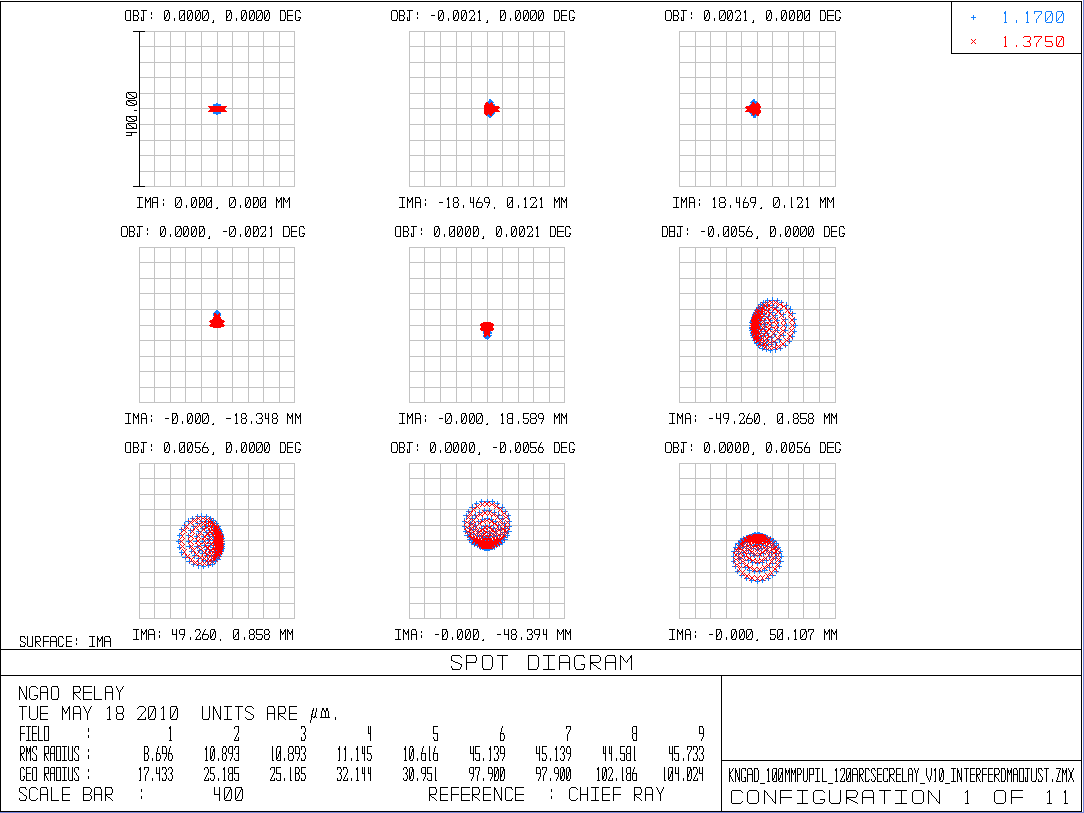 OBJ: 0.0000, 0.0000 DEG
OBJ: -0.0021, 0.0000 DEG
OBJ: 0.0021, 0.0000 DEG
+ 1.1700
× 1.3750
400.00
IMA: 0.000, 0.000 MM
IMA: -18.469, 0.121 MM
IMA: 18.469, 0.121 MM
OBJ: 0.0000, -0.0021 DEG
OBJ: 0.0000, 0.0021 DEG
OBJ: -0.0056, 0.0000 DEG
IMA: -0.000, -18.348 MM
IMA: -0.000, 18.589 MM
IMA: -49.260, 0.858 MM
OBJ: 0.0056, 0.0000 DEG
OBJ: 0.0000, -0.0056 DEG
OBJ: 0.0000, 0.0056 DEG
IMA: 49.260, 0.858 MM
IMA: -0.000, -48.394 MM
IMA: -0.000, 50.107 MM
SURFACE: IMA
SPOT DIAGRAM
NGAO RELAY
TUE MAY 18 2010 UNITS ARE µm.
FIELD : 1 2 3 4 5 6 7 8 9
RMS RADIUS : 8.696 10.893 10.893 11.145 10.616 45.139 45.139 44.581 45.733
GEO RADIUS : 17.433 25.185 25.185 32.144 30.951 97.900 97.900 102.186 104.024
SCALE BAR : 400 REFERENCE : CHIEF RAY
KNGAO_100MMPUPIL_120ARCSECRELAY_V10_INTERFERDMADJUST.ZMX
CONFIGURATION 1 OF 11